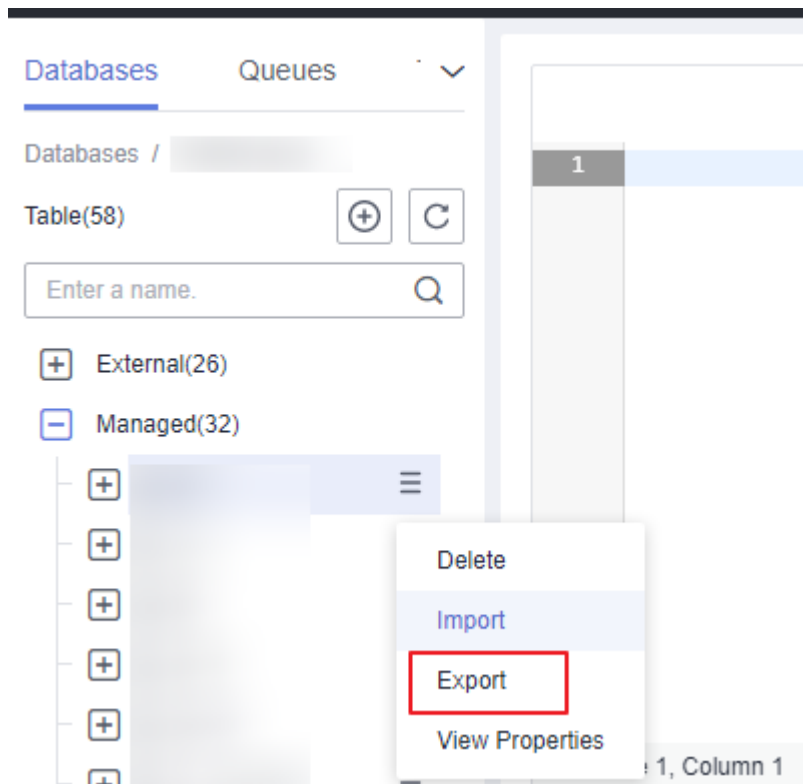 Databases Queues
Databases /
1
Table(58)
Enter a name.
External(26)
Managed(32)
Delete
Import
Export
View Properties
1, Column 1